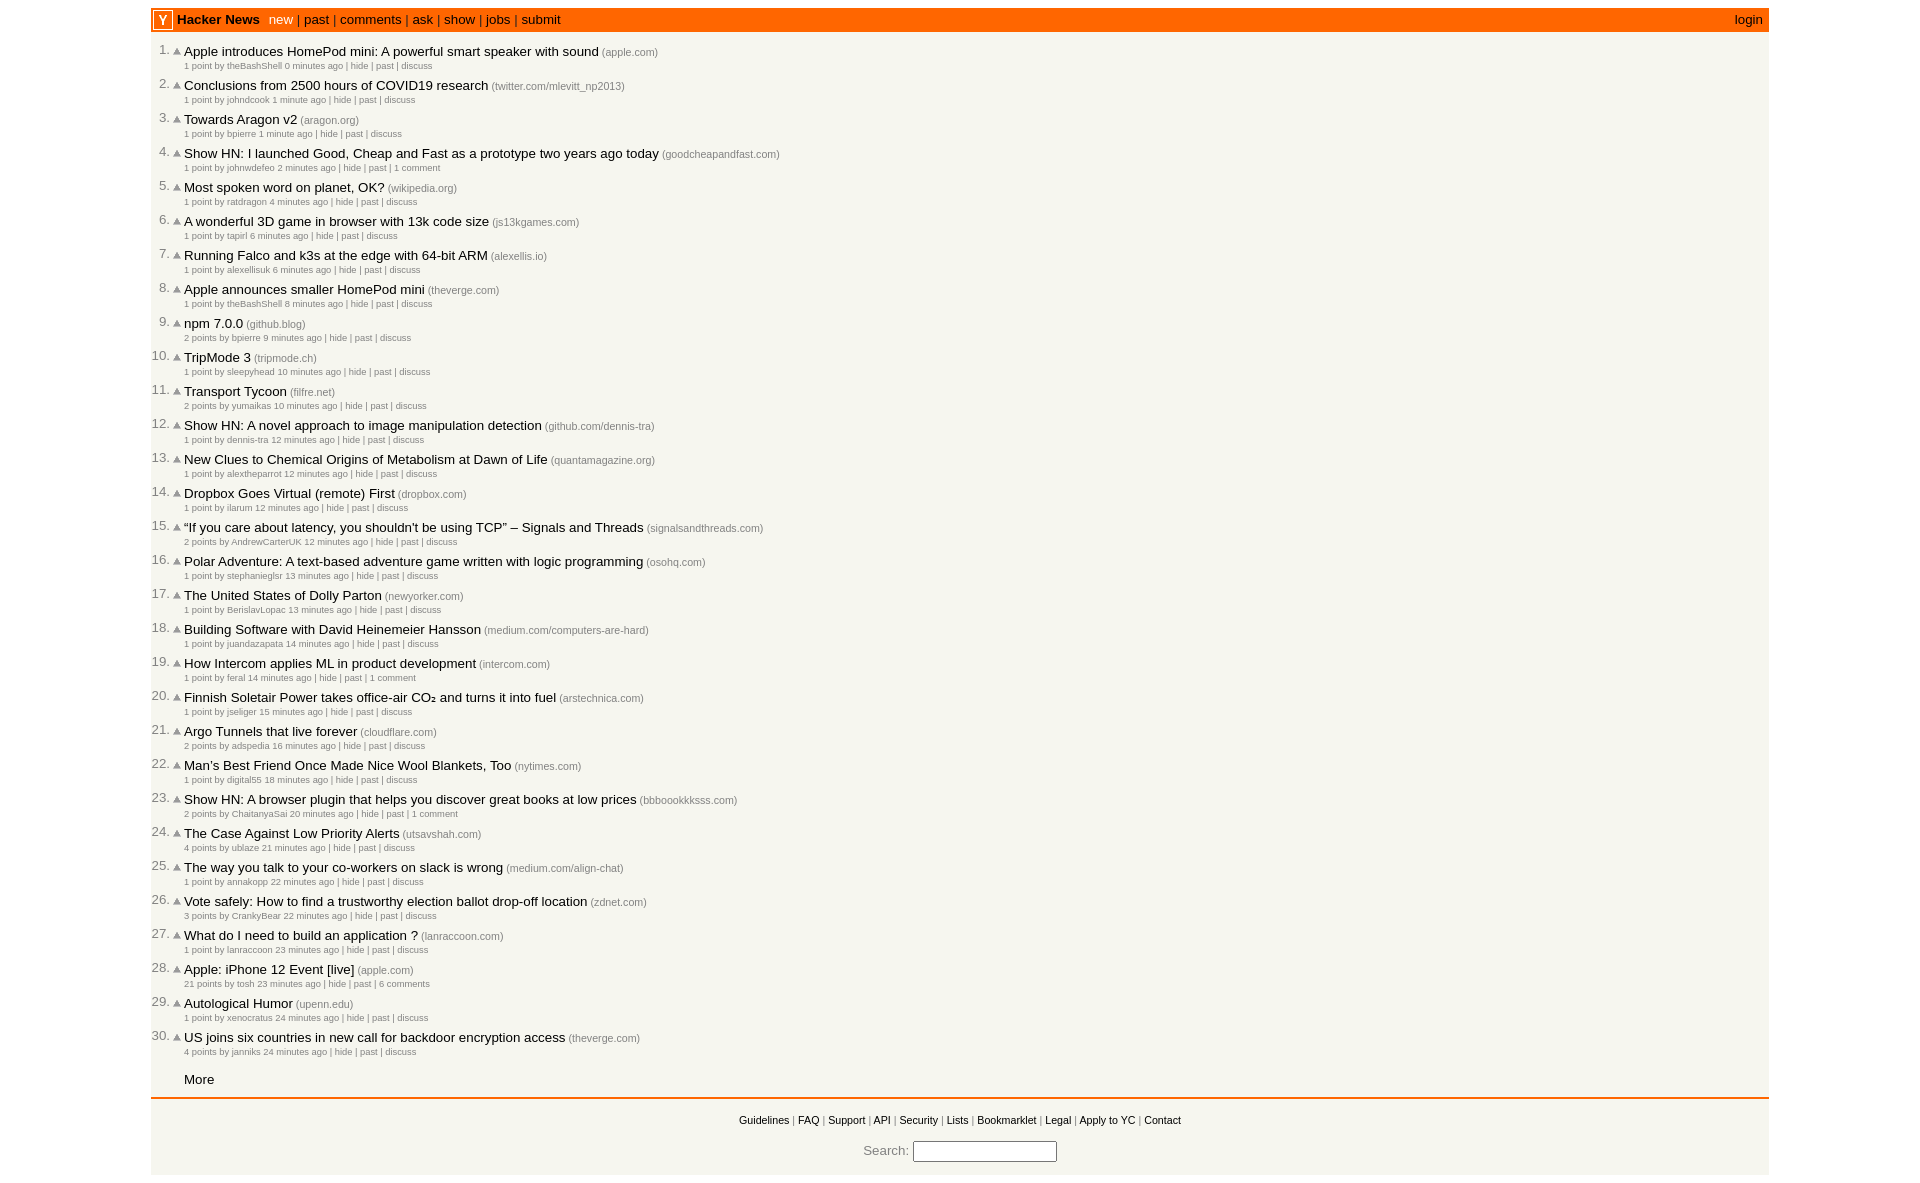 Y Hacker News new | past | comments | ask | show | jobs | submit login
1. Apple introduces HomePod mini: A powerful smart speaker with sound (apple.com)
1 point by theBashShell 0 minutes ago | hide | past | discuss
2. Conclusions from 2500 hours of COVID19 research (twitter.com/mlevitt_np2013)
1 point by johndcook 1 minute ago | hide | past | discuss
3. Towards Aragon v2 (aragon.org)
1 point by bpierre 1 minute ago | hide | past | discuss
4. Show HN: I launched Good, Cheap and Fast as a prototype two years ago today (goodcheapandfast.com)
1 point by johnwdefeo 2 minutes ago | hide | past | 1 comment
5. Most spoken word on planet, OK? (wikipedia.org)
1 point by ratdragon 4 minutes ago | hide | past | discuss
6. A wonderful 3D game in browser with 13k code size (js13kgames.com)
1 point by tapirl 6 minutes ago | hide | past | discuss
7. Running Falco and k3s at the edge with 64-bit ARM (alexellis.io)
1 point by alexellisuk 6 minutes ago | hide | past | discuss
8. Apple announces smaller HomePod mini (theverge.com)
1 point by theBashShell 8 minutes ago | hide | past | discuss
9. npm 7.0.0 (github.blog)
2 points by bpierre 9 minutes ago | hide | past | discuss
10. TripMode 3 (tripmode.ch)
1 point by sleepyhead 10 minutes ago | hide | past | discuss
11. Transport Tycoon (filfre.net)
2 points by yumaikas 10 minutes ago | hide | past | discuss
12. Show HN: A novel approach to image manipulation detection (github.com/dennis-tra)
1 point by dennis-tra 12 minutes ago | hide | past | discuss
13. New Clues to Chemical Origins of Metabolism at Dawn of Life (quantamagazine.org)
1 point by alextheparrot 12 minutes ago | hide | past | discuss
14. Dropbox Goes Virtual (remote) First (dropbox.com)
1 point by ilarum 12 minutes ago | hide | past | discuss
15. “If you care about latency, you shouldn't be using TCP” – Signals and Threads (signalsandthreads.com)
2 points by AndrewCarterUK 12 minutes ago | hide | past | discuss
16. Polar Adventure: A text-based adventure game written with logic programming (osohq.com)
1 point by stephanieglsr 13 minutes ago | hide | past | discuss
17. The United States of Dolly Parton (newyorker.com)
1 point by BerislavLopac 13 minutes ago | hide | past | discuss
18. Building Software with David Heinemeier Hansson (medium.com/computers-are-hard)
1 point by juandazapata 14 minutes ago | hide | past | discuss
19. How Intercom applies ML in product development (intercom.com)
1 point by feral 14 minutes ago | hide | past | 1 comment
20. Finnish Soletair Power takes office-air CO₂ and turns it into fuel (arstechnica.com)
1 point by jseliger 15 minutes ago | hide | past | discuss
21. Argo Tunnels that live forever (cloudflare.com)
2 points by adspedia 16 minutes ago | hide | past | discuss
22. Man’s Best Friend Once Made Nice Wool Blankets, Too (nytimes.com)
1 point by digital55 18 minutes ago | hide | past | discuss
23. Show HN: A browser plugin that helps you discover great books at low prices (bbboookkksss.com)
2 points by ChaitanyaSai 20 minutes ago | hide | past | 1 comment
24. The Case Against Low Priority Alerts (utsavshah.com)
4 points by ublaze 21 minutes ago | hide | past | discuss
25. The way you talk to your co-workers on slack is wrong (medium.com/align-chat)
1 point by annakopp 22 minutes ago | hide | past | discuss
26. Vote safely: How to find a trustworthy election ballot drop-off location (zdnet.com)
3 points by CrankyBear 22 minutes ago | hide | past | discuss
27. What do I need to build an application ? (lanraccoon.com)
1 point by lanraccoon 23 minutes ago | hide | past | discuss
28. Apple: iPhone 12 Event [live] (apple.com)
21 points by tosh 23 minutes ago | hide | past | 6 comments
29. Autological Humor (upenn.edu)
1 point by xenocratus 24 minutes ago | hide | past | discuss
30. US joins six countries in new call for backdoor encryption access (theverge.com)
4 points by janniks 24 minutes ago | hide | past | discuss
More
Guidelines | FAQ | Support | API | Security | Lists | Bookmarklet | Legal | Apply to YC | Contact
Search: